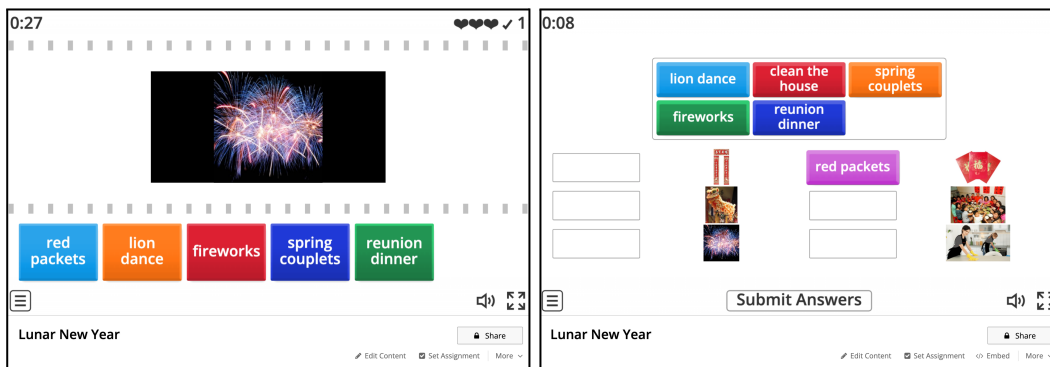 0:27
✓ 1
red packets
lion dance
fireworks
spring couplets
reunion dinner
Lunar New Year
Share
Edit Content
Set Assignment
More
0:08
lion dance
clean the house
spring couplets
fireworks
reunion dinner
red packets
福
Submit Answers
Lunar New Year
Share
Edit Content
Set Assignment
</> Embed
More